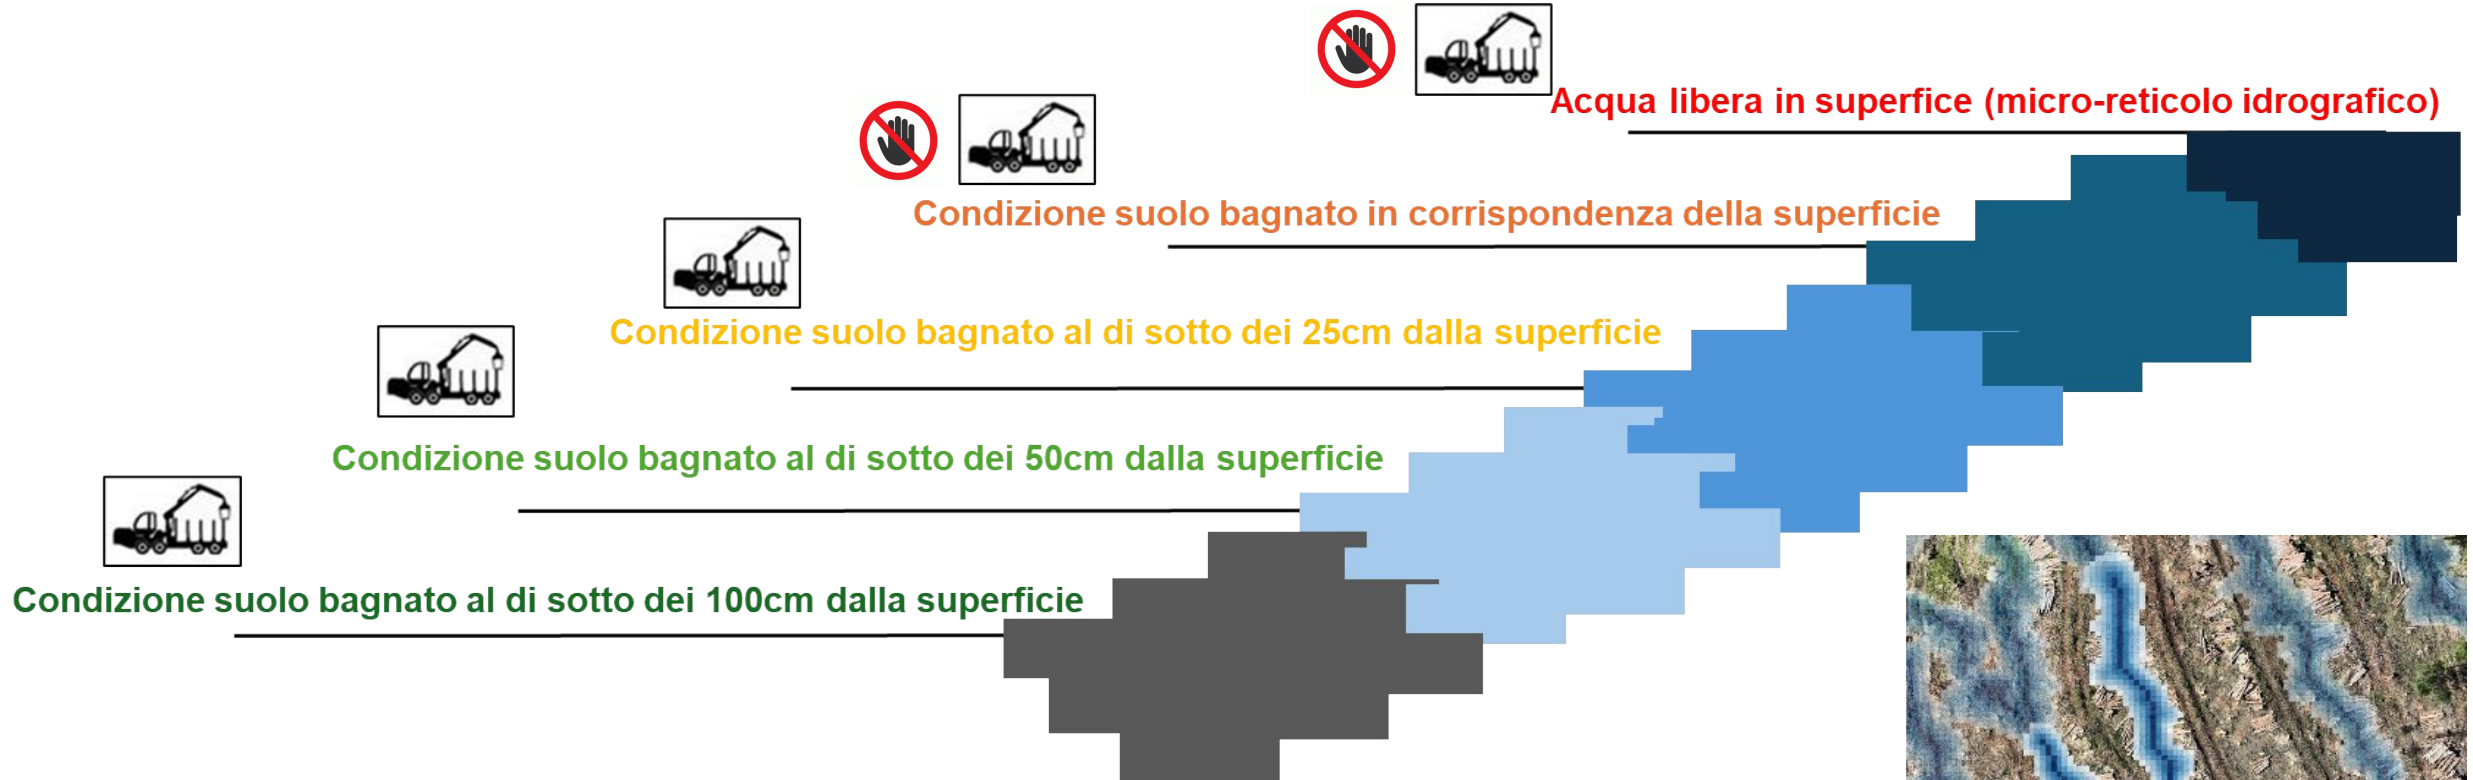 Acqua libera in superfice (micro-reticolo idrografico)
Condizione suolo bagnato in corrispondenza della superficie
Condizione suolo bagnato al di sotto dei 25cm dalla superficie
Condizione suolo bagnato al di sotto dei 50cm dalla superficie
Condizione suolo bagnato al di sotto dei 100cm dalla superficie